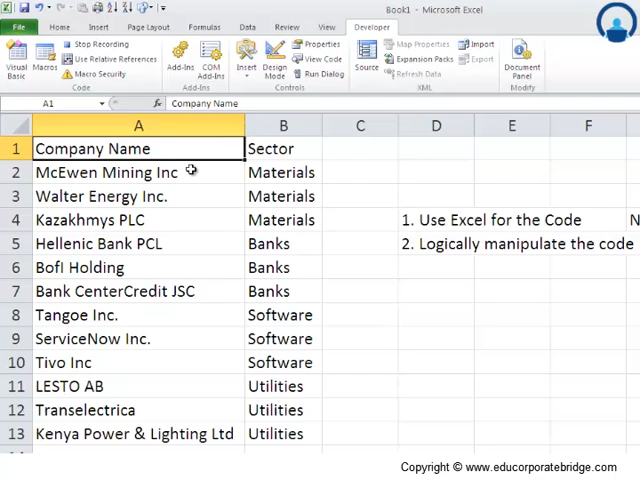 Book1 - Microsoft Excel
File Home Insert Page Layout Formulas Data Review View Developer
Visual Basic
Macros
Stop Recording
Use Relative References
Macro Security
Code
Add-Ins
COM Add-Ins
Add-Ins
Insert
Design Mode
Properties
View Code
Run Dialog
Controls
Source
Map Properties
Expansion Packs
Refresh Data
Import
Export
XML
Document Panel
Modify
A1 fx Company Name
A B C D E F
1 Company Name Sector
2 McEwen Mining Inc Materials
3 Walter Energy Inc. Materials
4 Kazakhmys PLC Materials 1. Use Excel for the Code N
5 Hellenic Bank PCL Banks 2. Logically manipulate the code
6 BofI Holding Banks
7 Bank CenterCredit JSC Banks
8 Tangoe Inc. Software
9 ServiceNow Inc. Software
10 Tivo Inc Software
11 LESTO AB Utilities
12 Transelectrica Utilities
13 Kenya Power & Lighting Ltd Utilities
Copyright © www.educorporatebridge.com